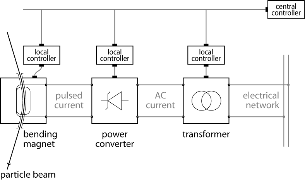 central
controller
local
controller
local
controller
local
controller
pulsed
current
AC
current
electrical
network
bending
magnet
power
converter
transformer
particle beam